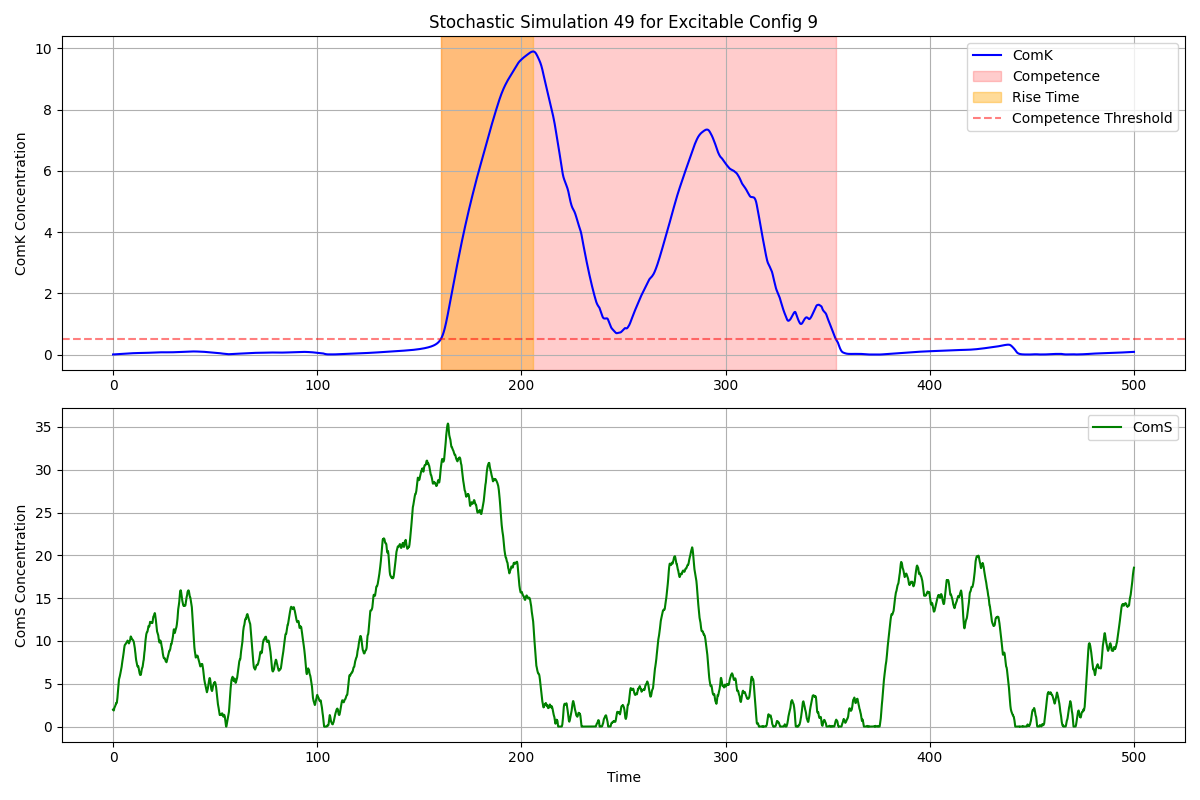 Stochastic Simulation 49 for Excitable Config 9
ComK Concentration
10
8
6
4
2
0
ComK
Competence
Rise Time
Competence Threshold
0 100 200 300 400 500
ComS Concentration
35
30
25
20
15
10
5
0
ComS
0 100 200 300 400 500
Time